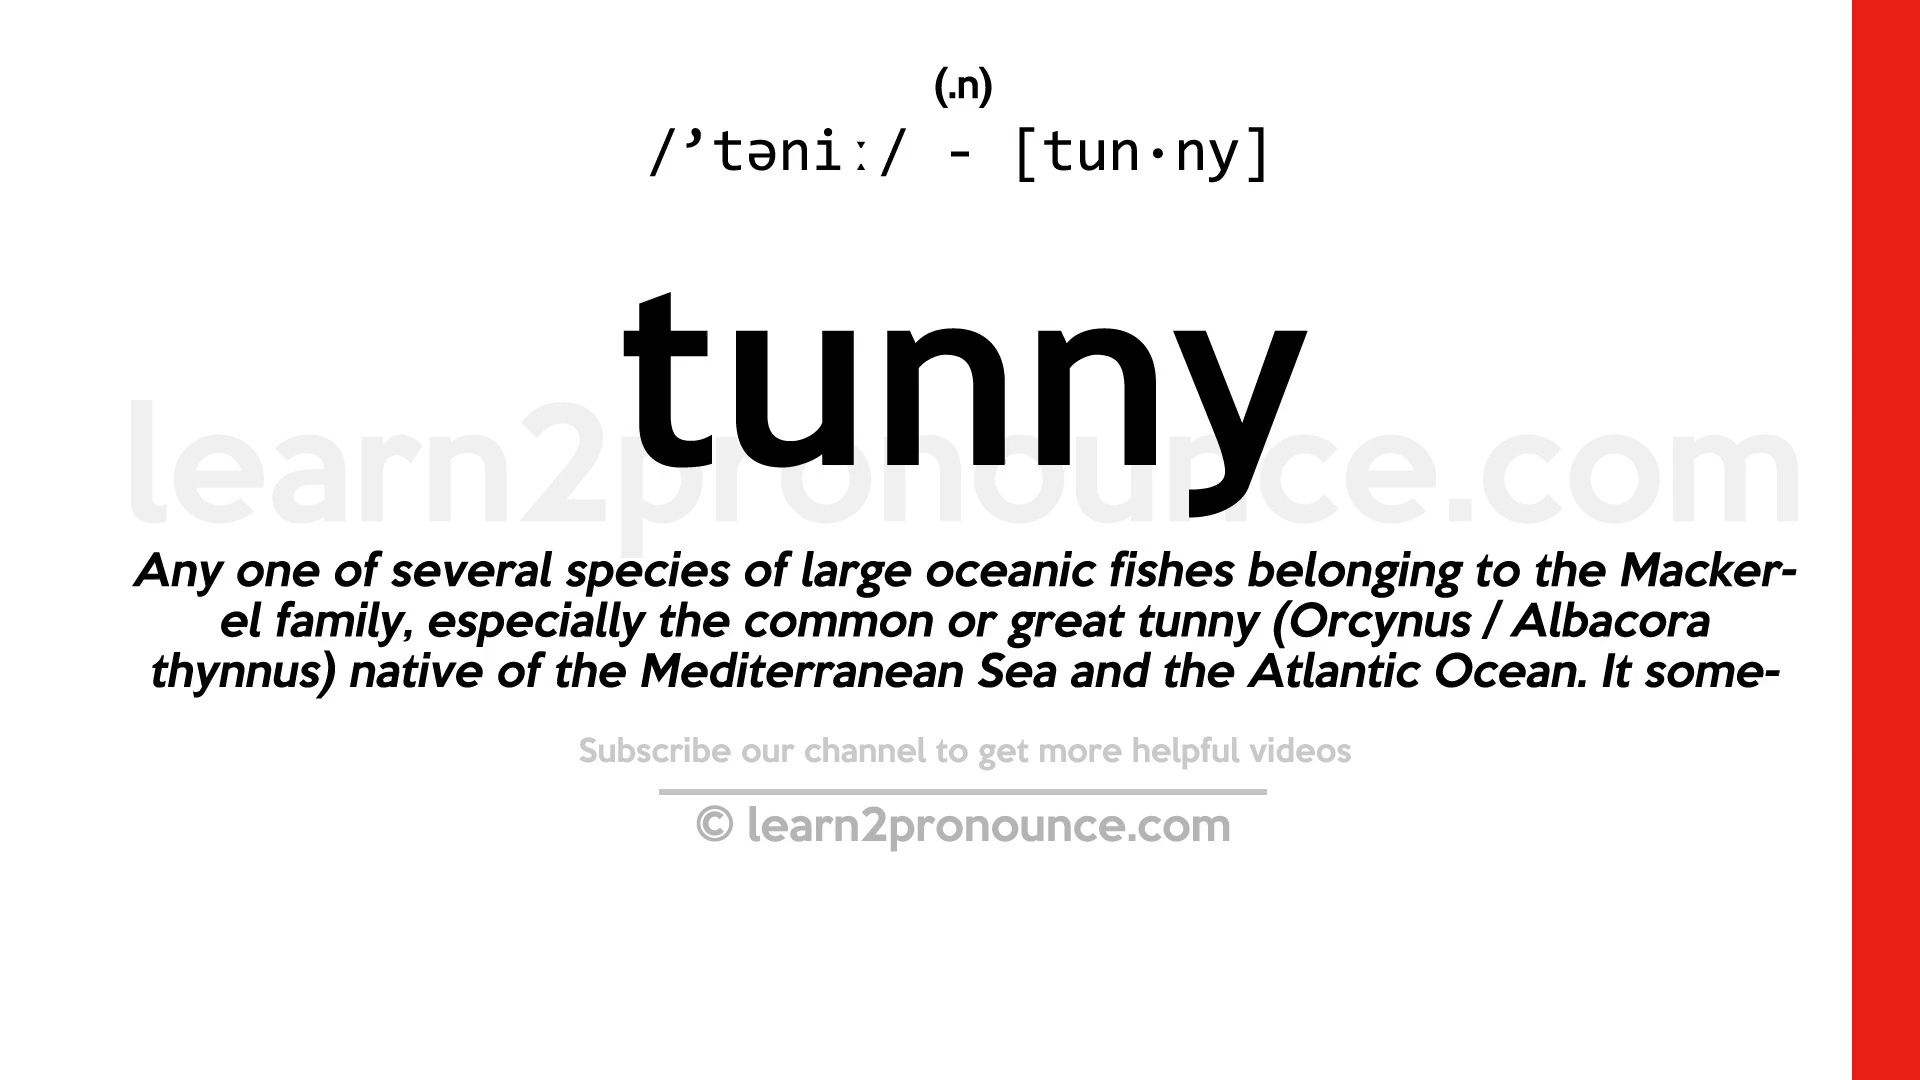 (.n)
/’təniː/ - [tun·ny]
tunny
learn2pronounce.com
Any one of several species of large oceanic fishes belonging to the Macker-
el family, especially the common or great tunny (Orcynus / Albacora
thynnus) native of the Mediterranean Sea and the Atlantic Ocean. It some-
Subscribe our channel to get more helpful videos
© learn2pronounce.com